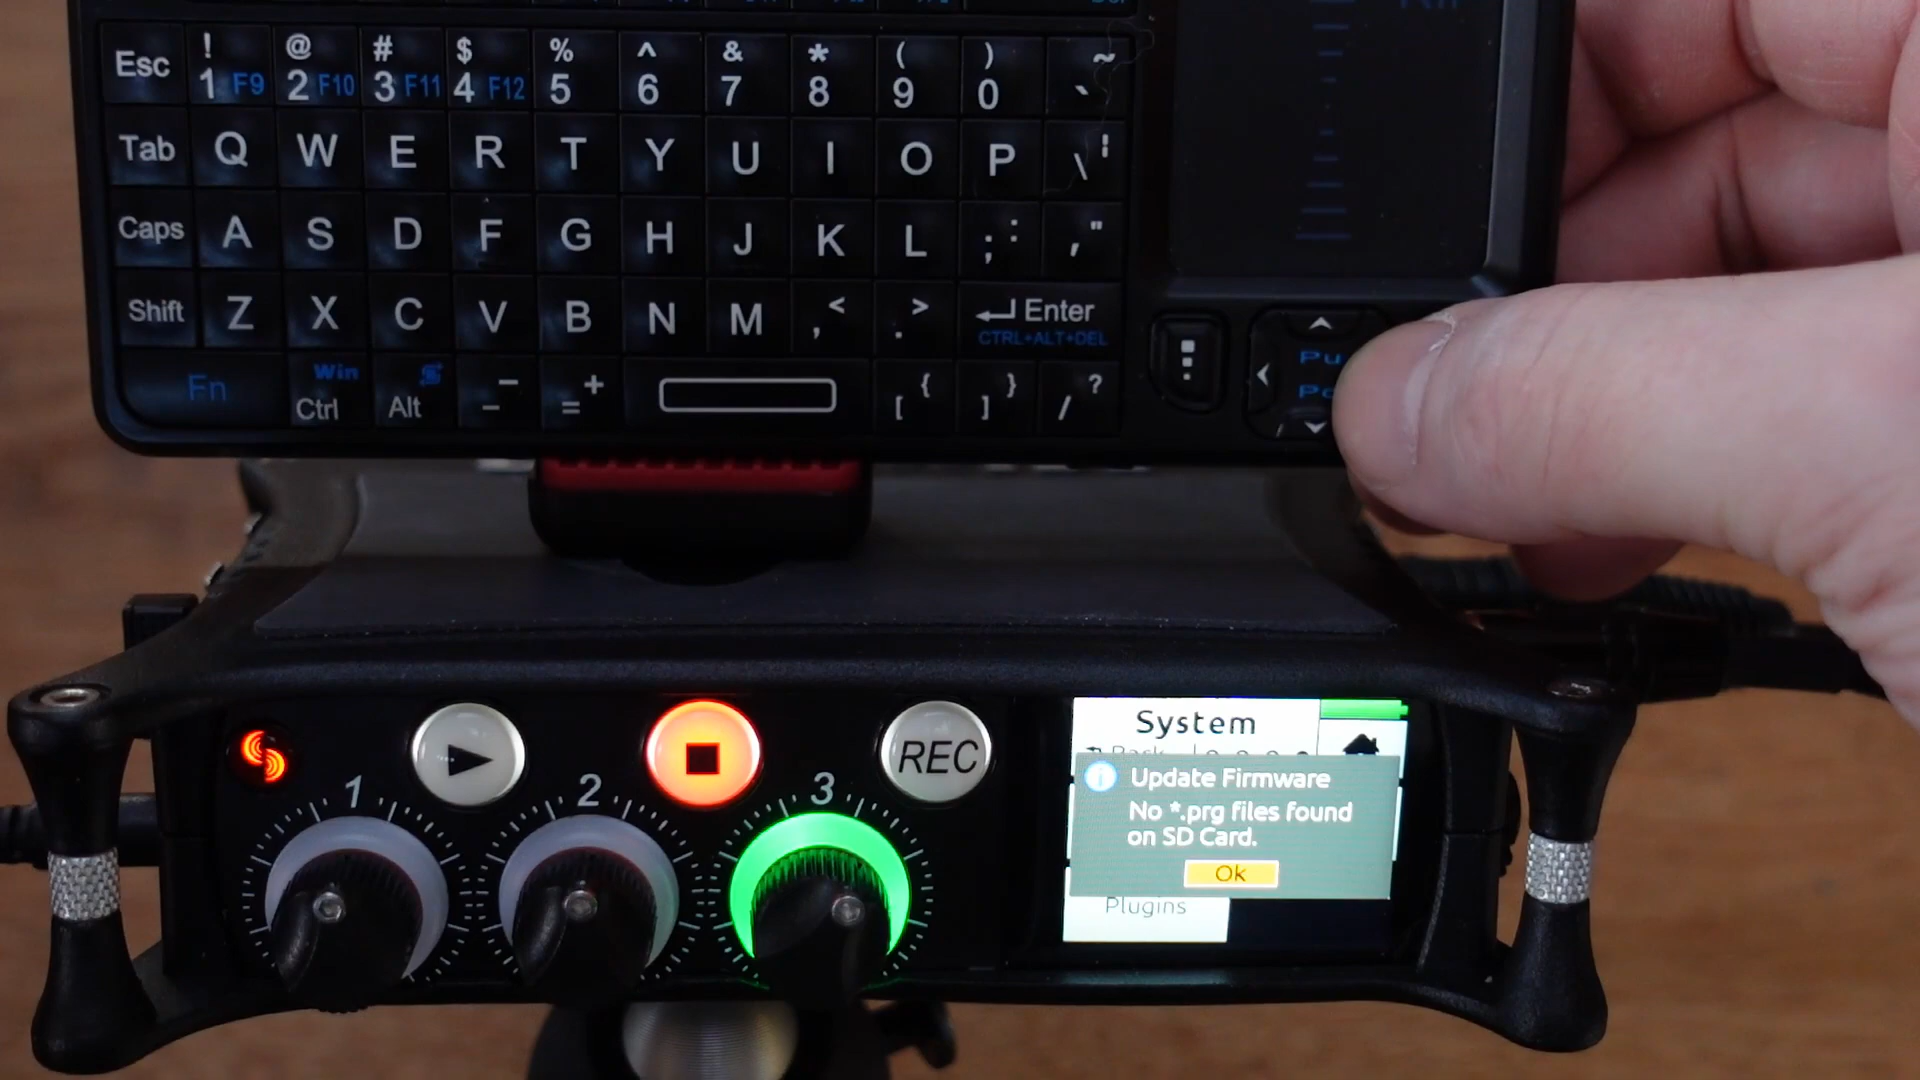 Esc ! 1 F9 @ 2 F10 # 3 F11 $ 4 F12 % 5 ^ 6 & 7 * 8 ( 9 ) 0 ~ `
Tab Q W E R T Y U I O P \ ¦
Caps A S D F G H J K L ; : , "
Shift Z X C V B N M , < . > Enter
CTRL+ALT+DEL
Fn Win Ctrl Alt – _ = + [ { ] } / ?
REC
1 2 3
System
Back
Update Firmware
No *.prg files found
on SD Card.
Ok
Plugins